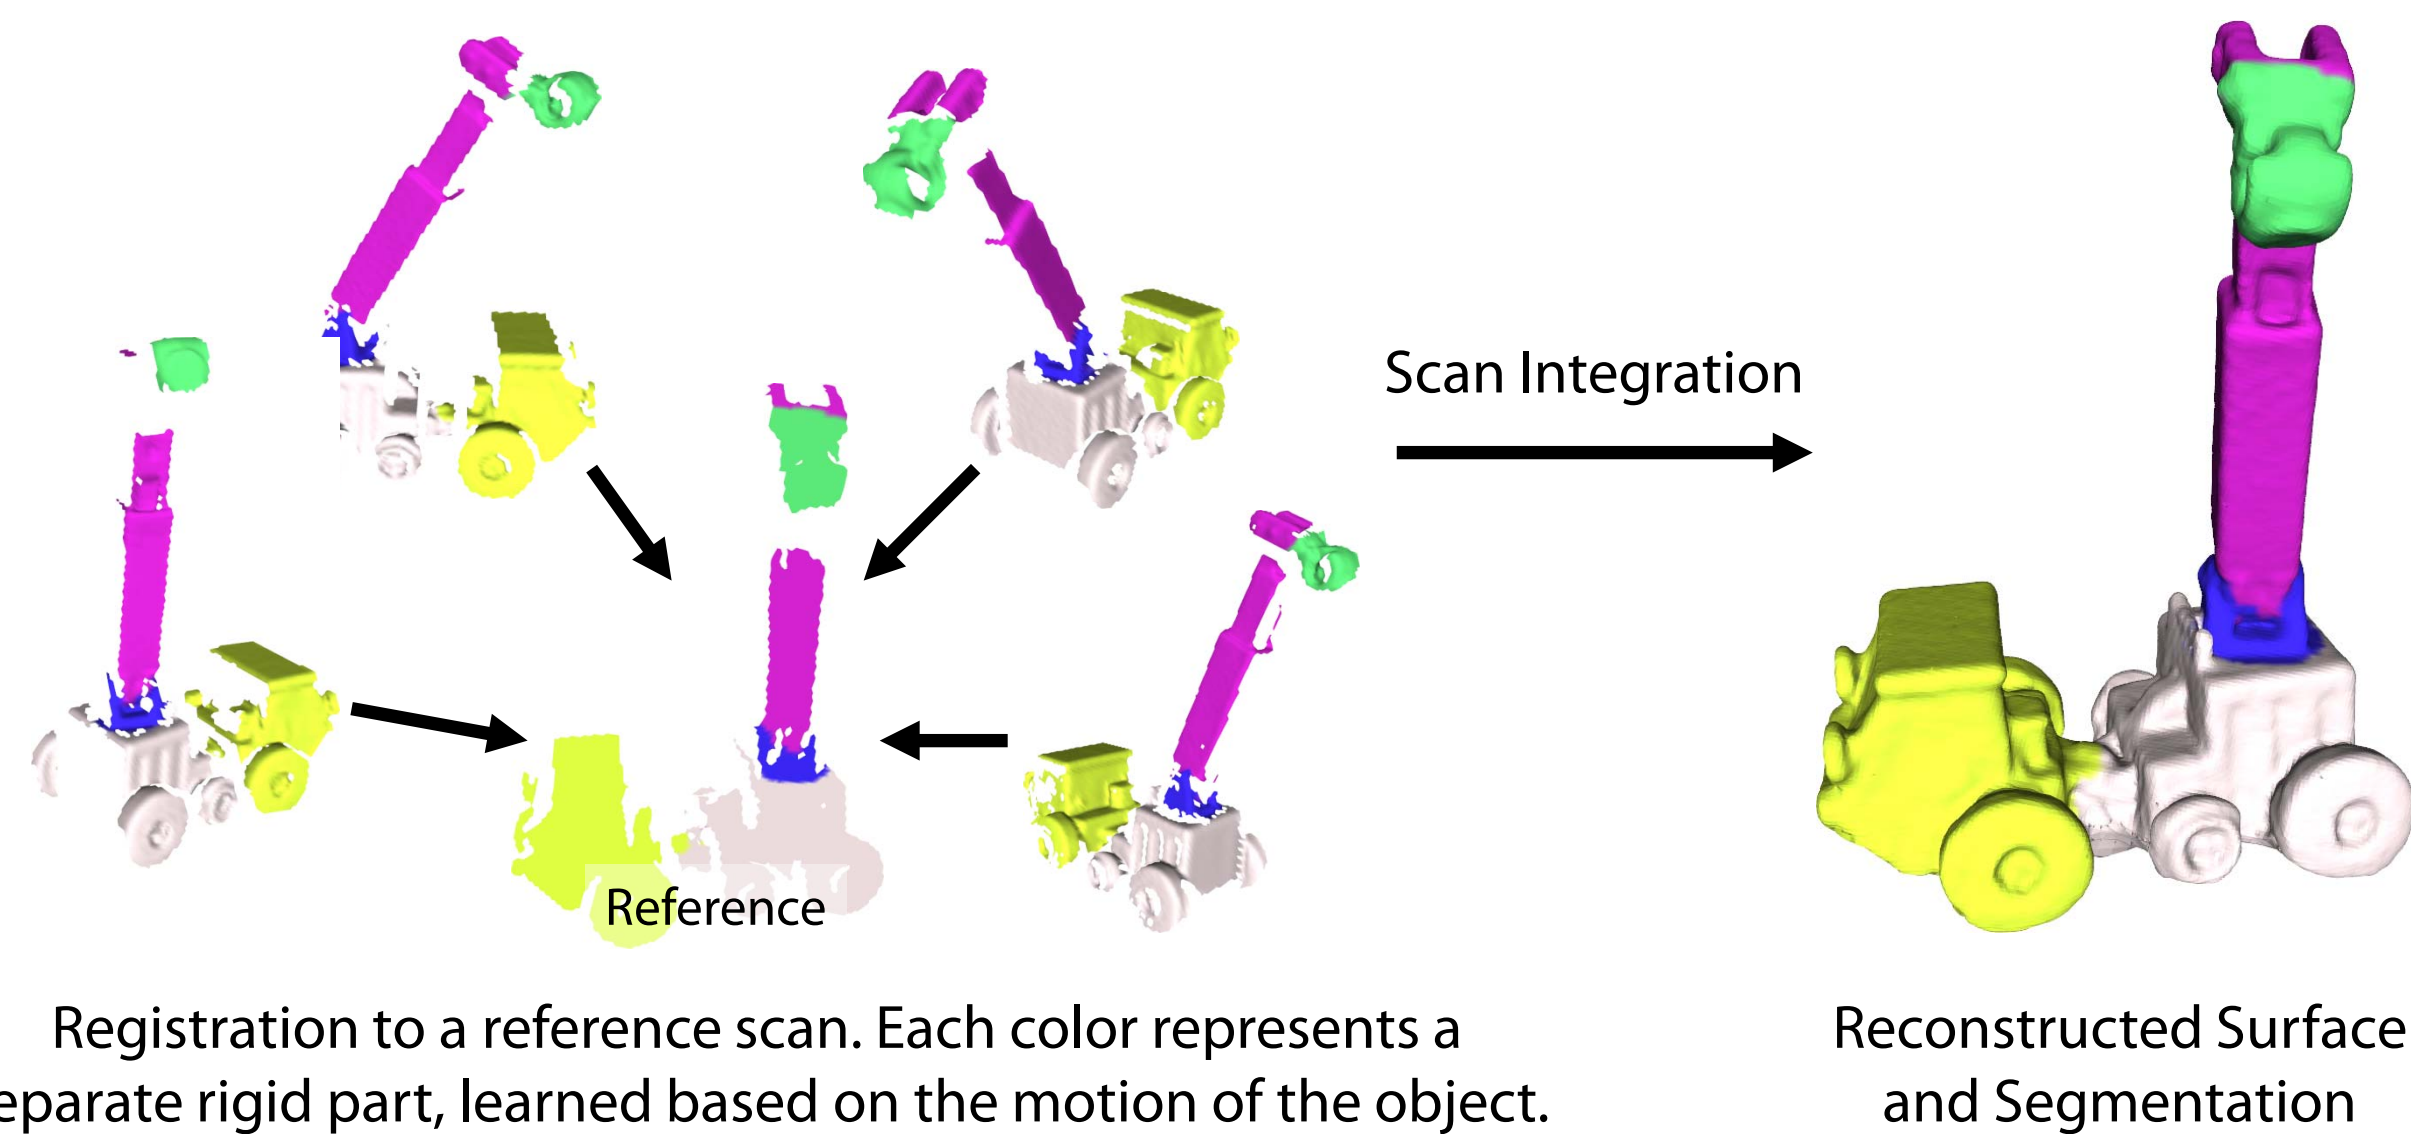 Scan Integration
Reference
Registration to a reference scan. Each color represents a
eparate rigid part, learned based on the motion of the object.
Reconstructed Surface
and Segmentation